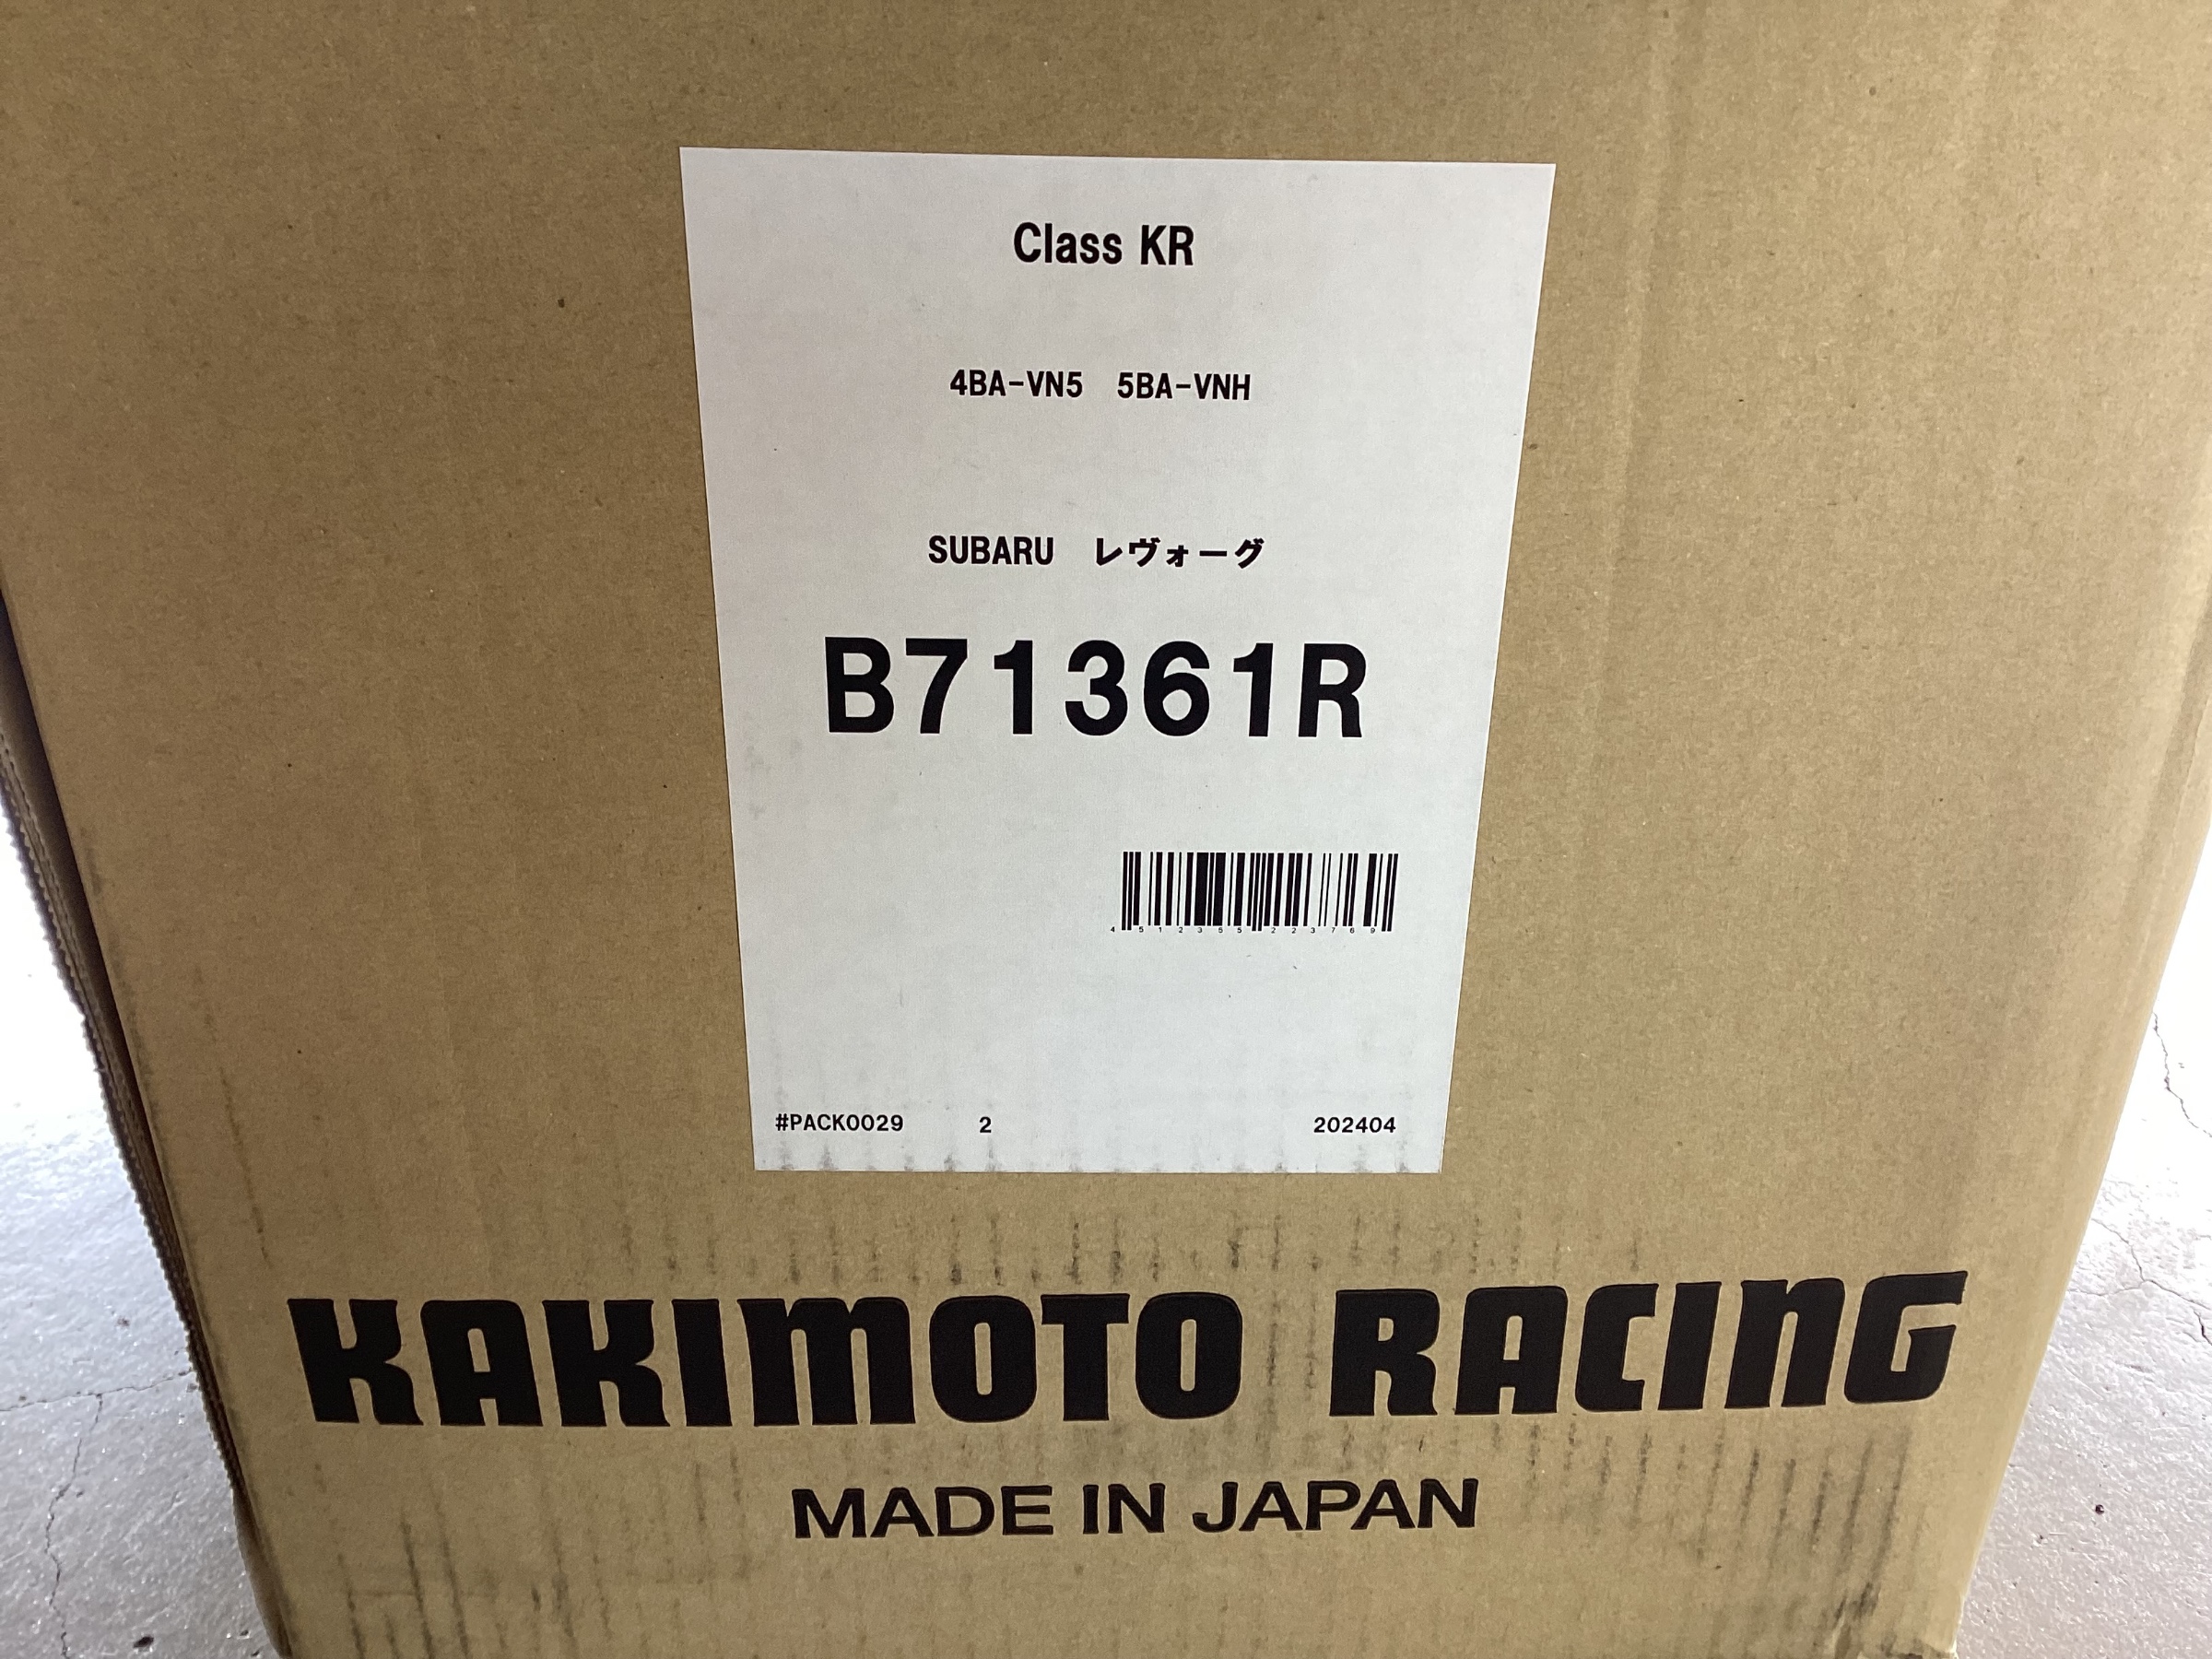 Class KR
4BA-VN5 5BA-VNH
SUBARU レヴォーグ
B71361R
4512355223769
#PACK0029 2 202404
KAKIMOTO RACING
MADE IN JAPAN